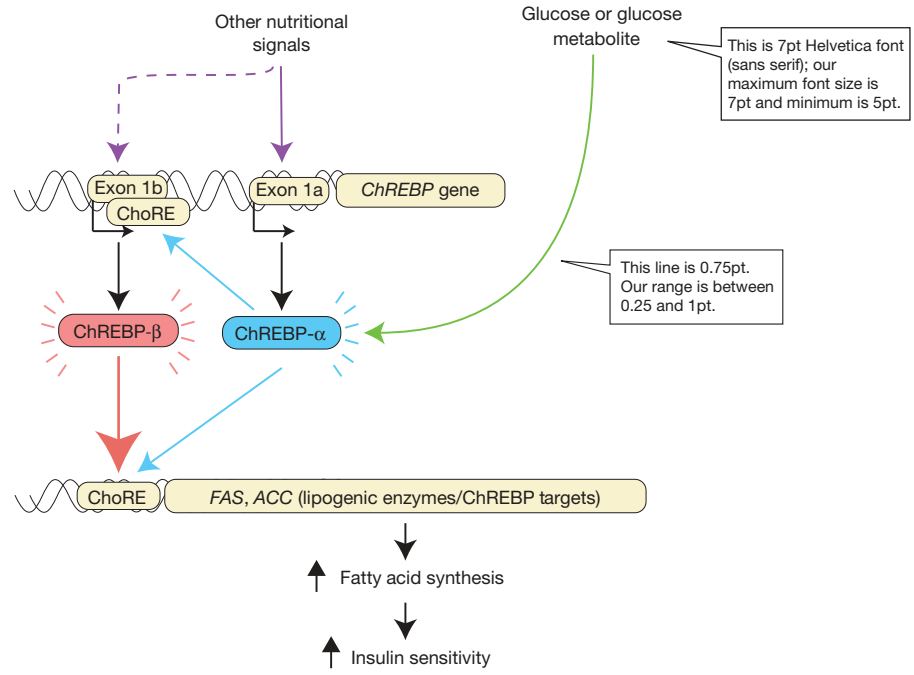 Other nutritional
signals
Glucose or glucose
metabolite
This is 7pt Helvetica font
(sans serif); our
maximum font size is
7pt and minimum is 5pt.
Exon 1b
ChoRE
Exon 1a
ChREBP gene
This line is 0.75pt.
Our range is between
0.25 and 1pt.
ChREBP-β
ChREBP-α
ChoRE
FAS, ACC (lipogenic enzymes/ChREBP targets)
Fatty acid synthesis
Insulin sensitivity